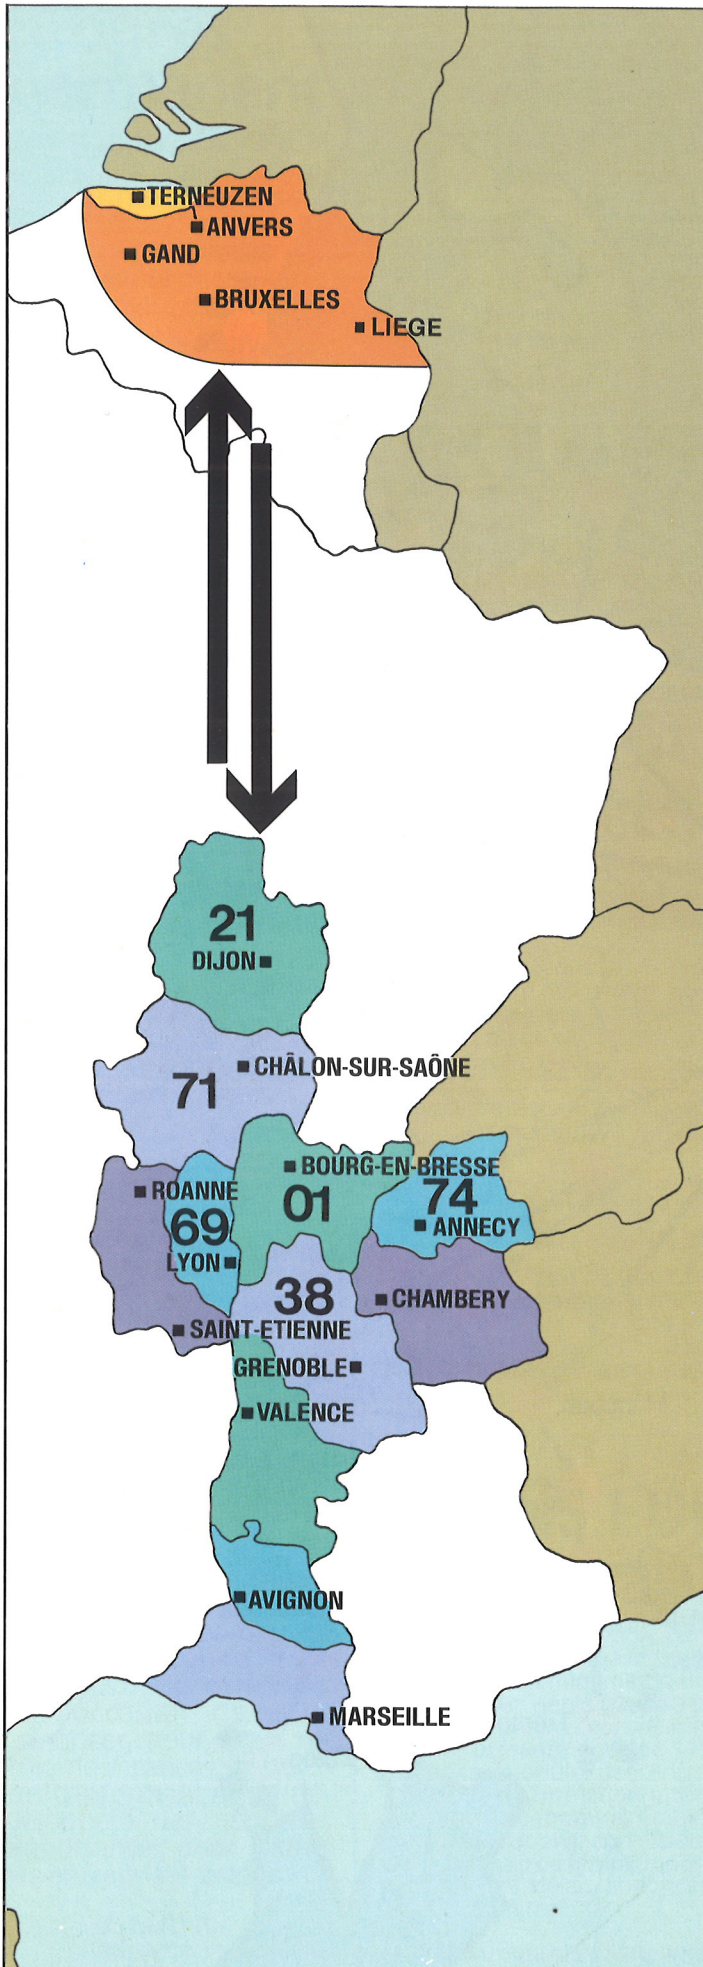 TERNEUZEN
ANVERS
GAND
BRUXELLES
LIEGE
21
DIJON
CHÂLON-SUR-SAÔNE
71
BOURG-EN-BRESSE
ROANNE
01
74
69
ANNECY
LYON
38
CHAMBERY
SAINT-ETIENNE
GRENOBLE
VALENCE
AVIGNON
MARSEILLE